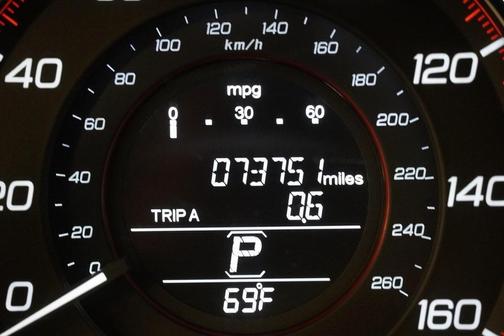 120 140
100 160
km/h
40 80 180 120
mpg
0 30 60
60 200
073751 miles
40 220
20 TRIP A 0.6 140
20 240
P
0 260
0 69°F 160